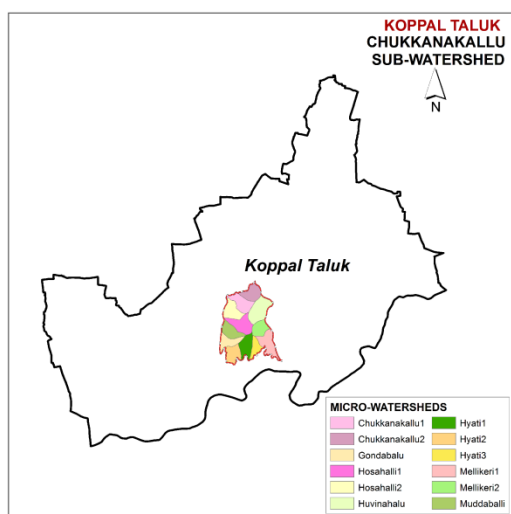 KOPPAL TALUK
CHUKKANAKALLU
SUB-WATERSHED
N
Koppal Taluk
MICRO-WATERSHEDS
Chukkanakallu1
Hyati1
Chukkanakallu2
Hyati2
Gondabalu
Hyati3
Hosahalli1
Mellikeri1
Hosahalli2
Mellikeri2
Huvinahalu
Muddaballi